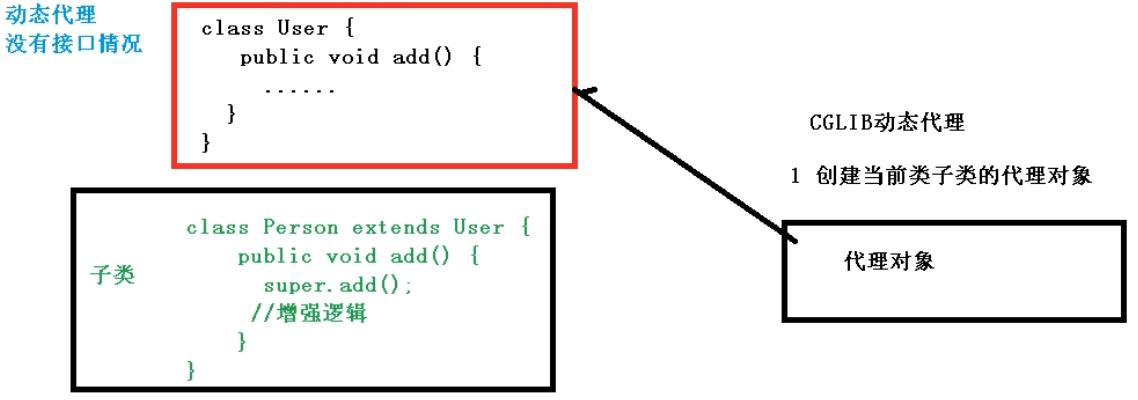 动态代理
没有接口情况
class User {
public void add() {
......
}
}
CGLIB动态代理
1 创建当前类子类的代理对象
代理对象
子类
class Person extends User {
public void add() {
super.add();
//增强逻辑
}
}